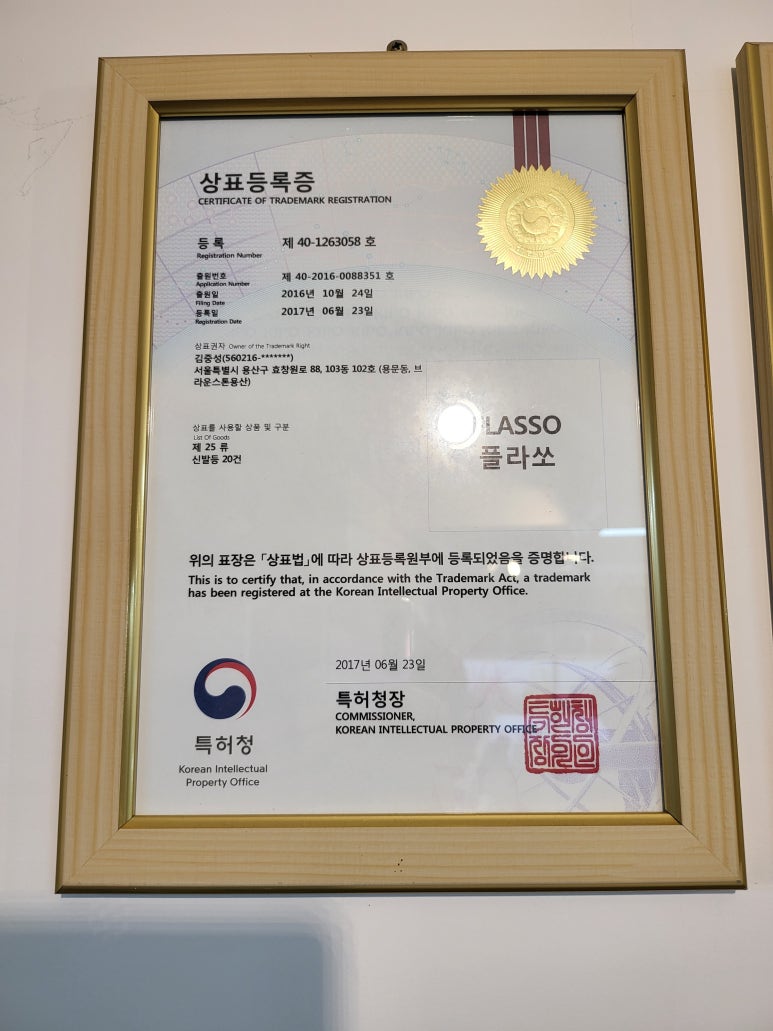 상표등록증
CERTIFICATE OF TRADEMARK REGISTRATION
등 록 제 40-1263058 호
Registration Number
출원번호 제 40-2016-0088351 호
Application Number
출원일 2016년 10월 24일
Filing Date
등록일 2017년 06월 23일
Registration Date
상표권자 Owner of the Trademark Right
김중성(560216-*******)
서울특별시 용산구 효창원로 88, 103동 102호 (용문동, 브
라운스톤용산)
상표를 사용할 상품 및 구분
List Of Goods
제 25 류
신발등 20건
LASSO
플라쏘
위의 표장은 「상표법」에 따라 상표등록원부에 등록되었음을 증명합니다.
This is to certify that, in accordance with the Trademark Act, a trademark
has been registered at the Korean Intellectual Property Office.
2017년 06월 23일
특허청장
COMMISSIONER,
KOREAN INTELLECTUAL PROPERTY OFFICE
특허청
Korean Intellectual
Property Office